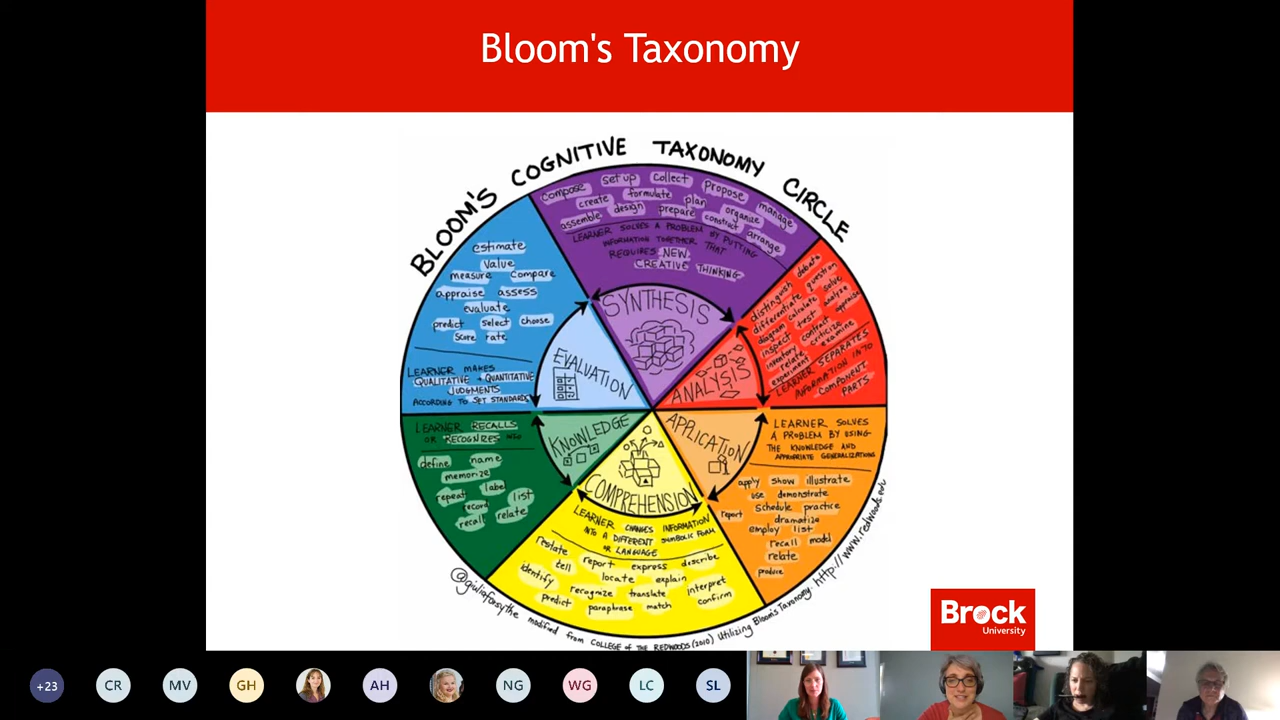 Bloom's Taxonomy
BLOOM'S COGNITIVE TAXONOMY CIRCLE
compose set up collect propose manage
create formulate plan organize
assemble design prepare construct arrange
LEARNER SOLVES A PROBLEM BY PUTTING
INFORMATION TOGETHER THAT
REQUIRES NEW,
CREATIVE THINKING
SYNTHESIS
distinguish debate
differentiate question
diagram calculate solve
inspect test analyze
inventory contrast appraise
relate criticize
experiment examine
LEARNER SEPARATES
INFORMATION INTO
COMPONENT
PARTS
ANALYSIS
LEARNER SOLVES
A PROBLEM BY USING
THE KNOWLEDGE AND
APPROPRIATE GENERALIZATIONS
APPLICATION
apply show illustrate
use demonstrate
schedule practice
report dramatize
employ list
recall model
relate
produce
COMPREHENSION
LEARNER CHANGES INFORMATION
INTO A DIFFERENT SYMBOLIC FORM
OR LANGUAGE
restate report express describe
tell locate explain
identify recognize translate interpret
predict paraphrase match confirm
KNOWLEDGE
LEARNER RECALLS
OR RECOGNIZES INFO
define name
memorize
repeat label
record list
recall relate
EVALUATION
estimate
value
measure compare
appraise assess
evaluate
predict select choose
score rate
LEARNER MAKES
QUALITATIVE + QUANTITATIVE
JUDGMENTS
ACCORDING TO SET STANDARDS
@giuliaforsythe modified from COLLEGE OF THE REDWOODS (2010) Utilizing Bloom's Taxonomy. http://www.redwoods.edu
Brock
University
+23 CR MV GH AH NG WG LC SL